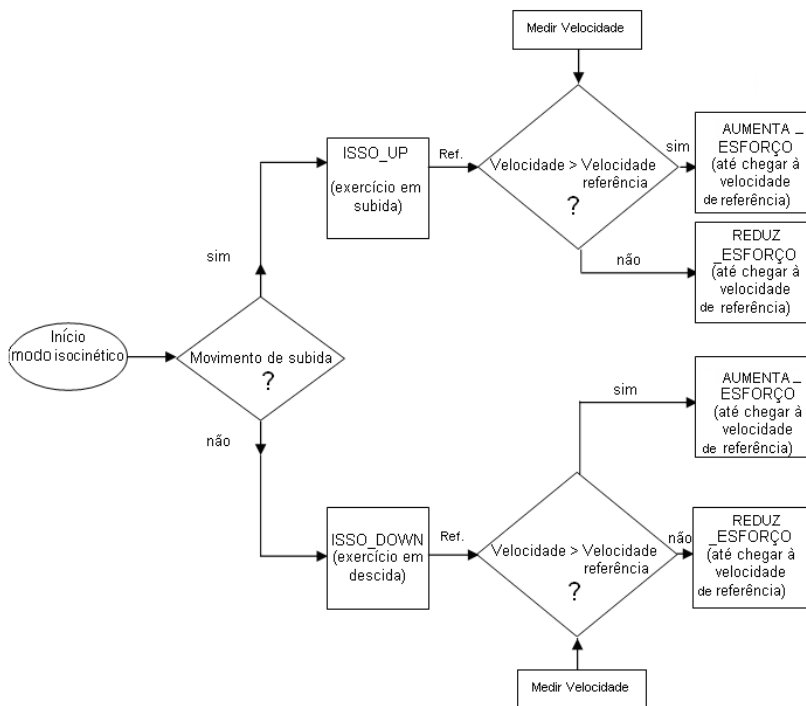 Medir Velocidade
ISSO_UP
(exercício em
subida)
Ref.
Velocidade > Velocidade
referência
?
sim
AUMENTA_
ESFORÇO
(até chegar à
velocidade
de referência)
não
REDUZ
_ESFORÇO
(até chegar à
velocidade
de referência)
sim
Início
modo isocinético
Movimento de subida
?
não
ISSO_DOWN
(exercício em
descida)
Ref.
Velocidade > Velocidade
referência
?
sim
AUMENTA_
ESFORÇO
(até chegar à
velocidade
de referência)
não
REDUZ
_ESFORÇO
(até chegar à
velocidade
de referência)
Medir Velocidade